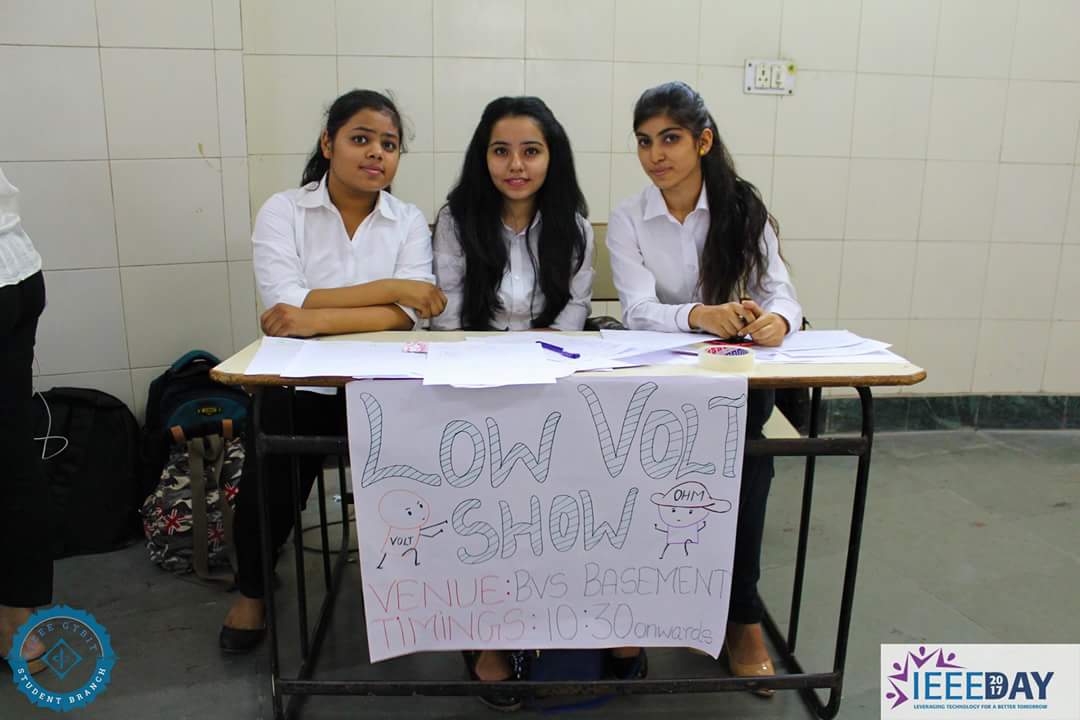 LOW VOLT
SHOW
VOLT
OHM
VENUE: BVS BASEMENT
TIMINGS: 10:30 onwards
STUDENT BRANCH
IEEEDAY
2017
LEVERAGING TECHNOLOGY FOR A BETTER TOMORROW